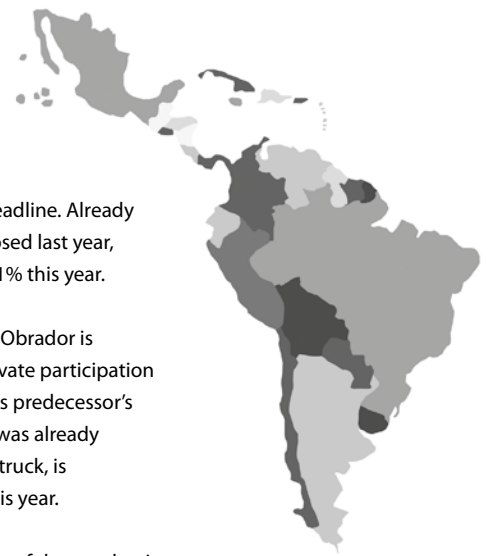 eadline. Already
osed last year,
1% this year.
Obrador is
vate participation
s predecessor's
was already
truck, is
is year.